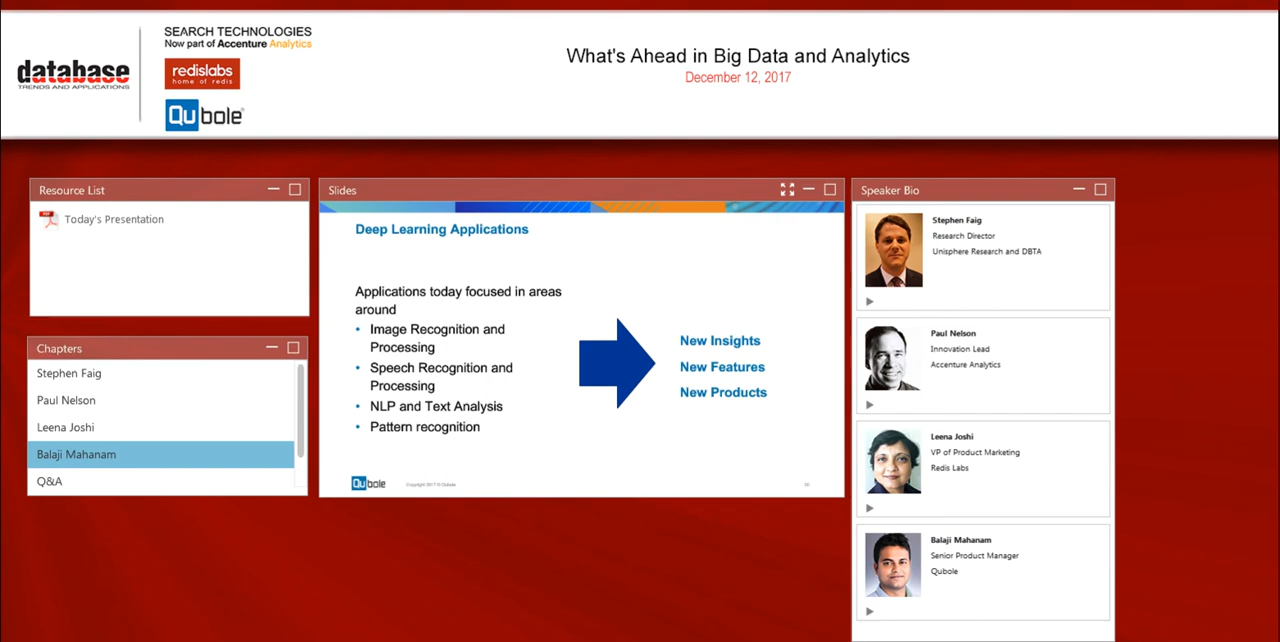 database
TRENDS AND APPLICATIONS
SEARCH TECHNOLOGIES
Now part of Accenture Analytics
redislabs
home of redis
Qubole
What's Ahead in Big Data and Analytics
December 12, 2017
Resource List
Today's Presentation
Chapters
Stephen Faig
Paul Nelson
Leena Joshi
Balaji Mahanam
Q&A
Slides
Deep Learning Applications
Applications today focused in areas
around
• Image Recognition and
Processing
• Speech Recognition and
Processing
• NLP and Text Analysis
• Pattern recognition
New Insights
New Features
New Products
Qubole
Copyright 2017 © Qubole
Speaker Bio
Stephen Faig
Research Director
Unisphere Research and DBTA
Paul Nelson
Innovation Lead
Accenture Analytics
Leena Joshi
VP of Product Marketing
Redis Labs
Balaji Mahanam
Senior Product Manager
Qubole